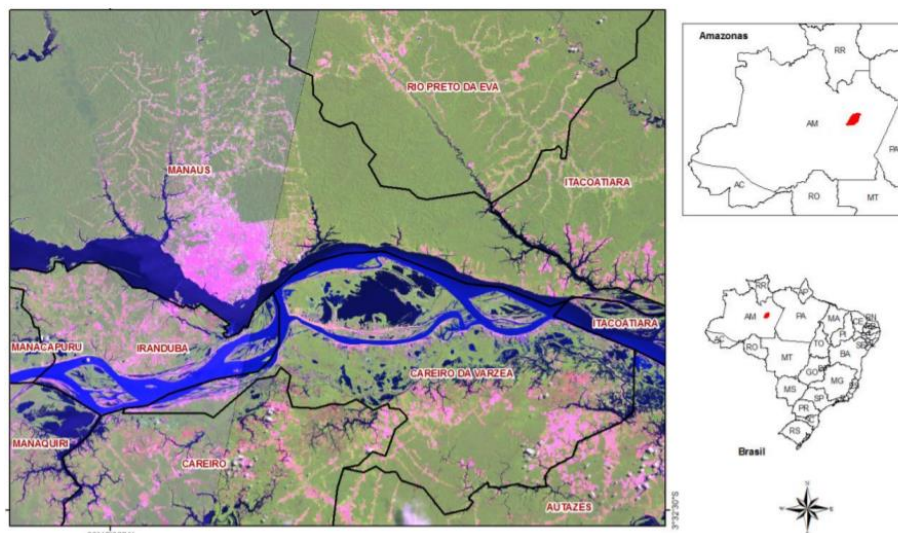 RIO PRETO DA EVA
MANAUS
ITACOATIARA
ITACOATIARA
MANACAPURU
IRANDUBA
CAREIRO DA VARZEA
MANAQUIRI
CAREIRO
AUTAZES
3°32'30"S
Amazonas
RR
AM
PA
AC
RO
MT
RR
AP
AM
PA
MA
CE
RN
PI
AC
TO
RO
BA
MT
GO
MG
MS
SP
PR
RS
Brasil